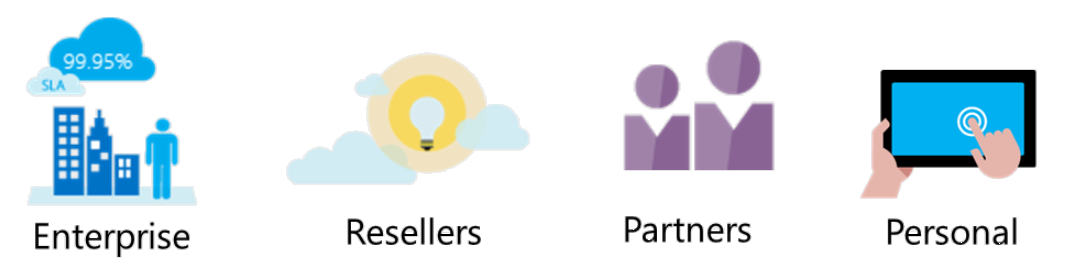 99.95%
SLA
Enterprise
Resellers
Partners
Personal